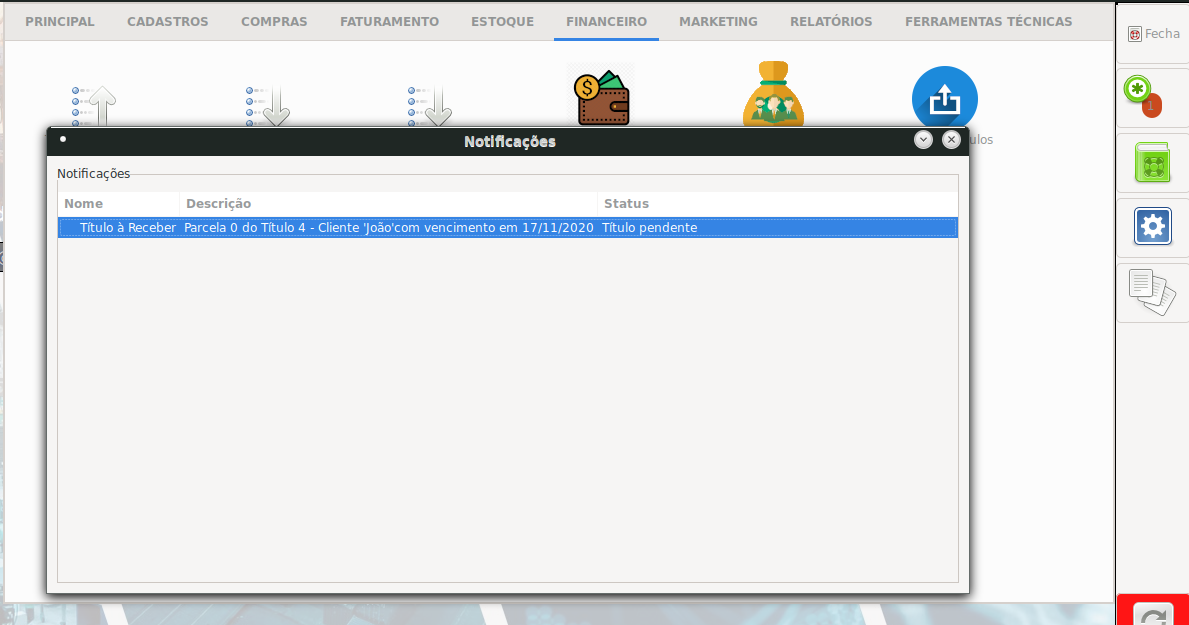 PRINCIPAL CADASTROS COMPRAS FATURAMENTO ESTOQUE FINANCEIRO MARKETING RELATÓRIOS FERRAMENTAS TÉCNICAS
Fecha
1
Notificações
Notificações
Nome Descrição Status
Título à Receber Parcela 0 do Título 4 - Cliente 'João'com vencimento em 17/11/2020 Título pendente